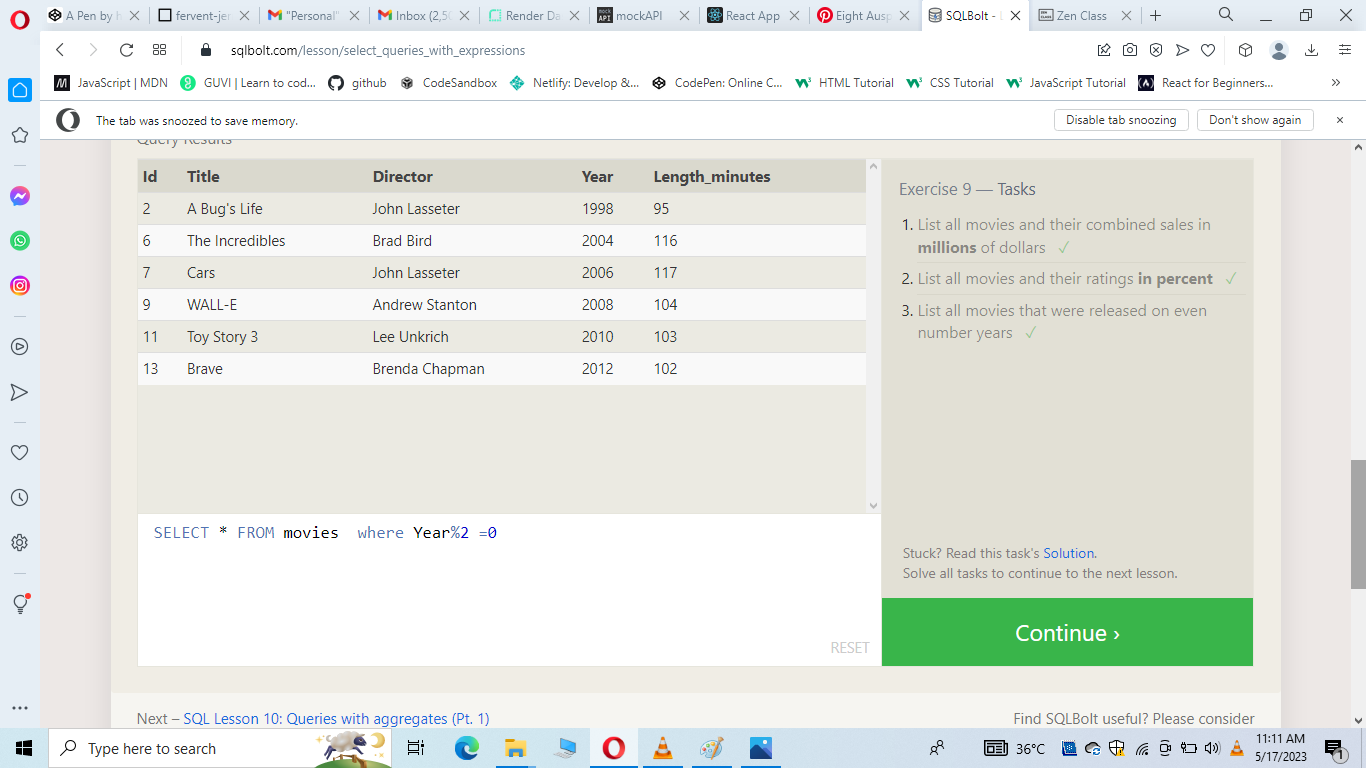 A Pen by h
fervent-jer
"Personal"
Inbox (2,5
Render Da
mockAPI
React App
Eight Ausp
SQLBolt - L
Zen Class
sqlbolt.com/lesson/select_queries_with_expressions
JavaScript | MDN
GUVI | Learn to cod...
github
CodeSandbox
Netlify: Develop &...
CodePen: Online C...
HTML Tutorial
CSS Tutorial
JavaScript Tutorial
React for Beginners...
»
The tab was snoozed to save memory.
Disable tab snoozing
Don't show again
Query Results
Id Title Director Year Length_minutes
2 A Bug's Life John Lasseter 1998 95
6 The Incredibles Brad Bird 2004 116
7 Cars John Lasseter 2006 117
9 WALL-E Andrew Stanton 2008 104
11 Toy Story 3 Lee Unkrich 2010 103
13 Brave Brenda Chapman 2012 102
Exercise 9 — Tasks
1. List all movies and their combined sales in
millions of dollars ✓
2. List all movies and their ratings in percent ✓
3. List all movies that were released on even
number years ✓
SELECT * FROM movies where Year%2 =0
RESET
Stuck? Read this task's Solution.
Solve all tasks to continue to the next lesson.
Continue ›
Next – SQL Lesson 10: Queries with aggregates (Pt. 1)
Find SQLBolt useful? Please consider
Type here to search
36°C
11:11 AM
5/17/2023
1